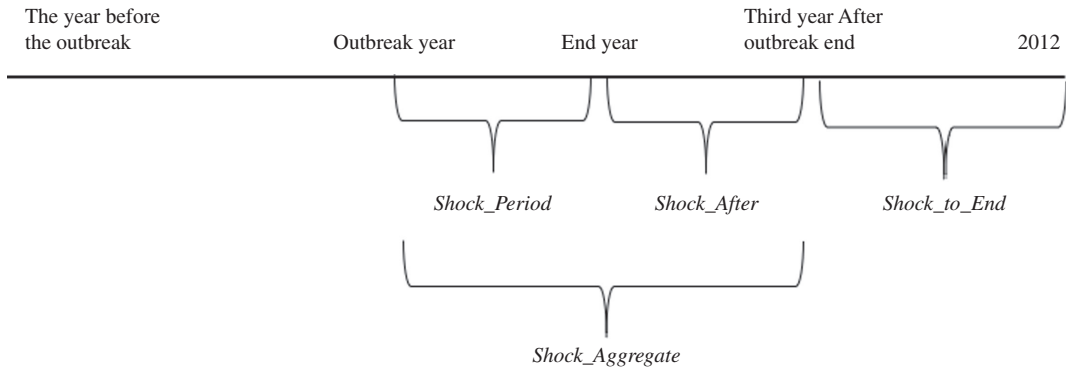 The year before
the outbreak
Outbreak year
End year
Third year After
outbreak end
2012
Shock_Period
Shock_After
Shock_to_End
Shock_Aggregate